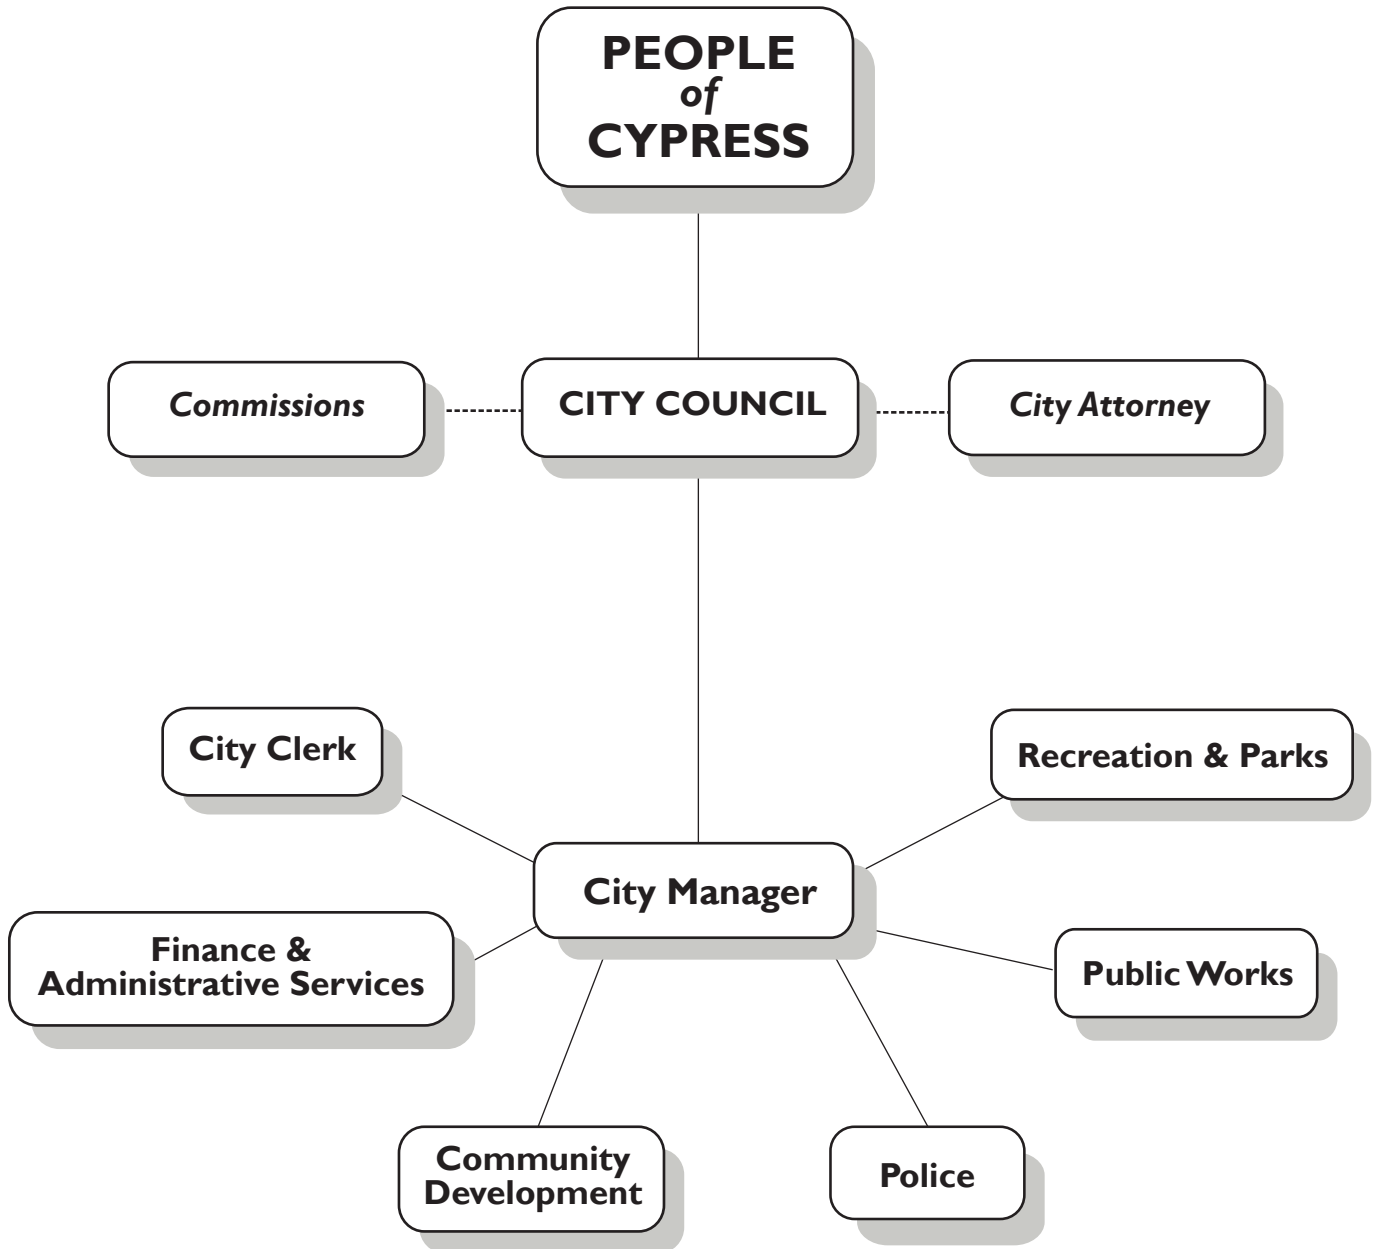 PEOPLE
of
CYPRESS
Commissions
CITY COUNCIL
City Attorney
City Clerk
Recreation & Parks
City Manager
Finance &
Administrative Services
Public Works
Community
Development
Police